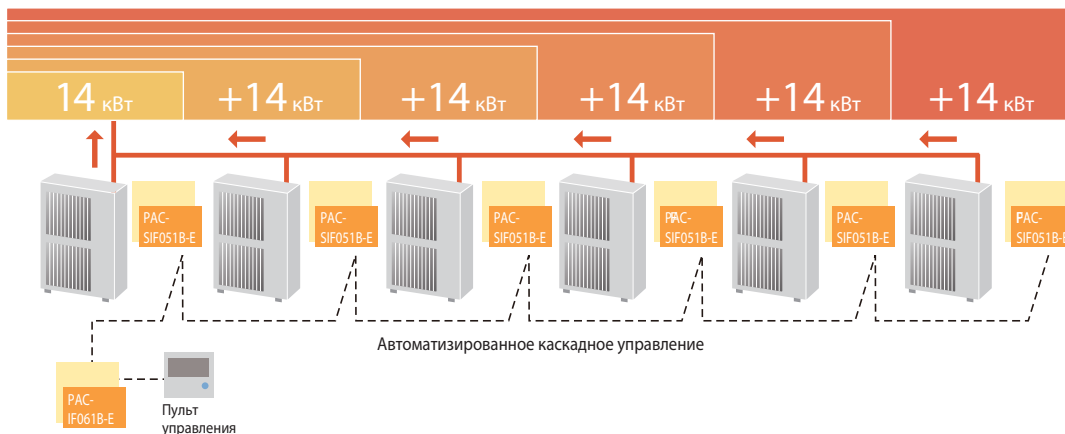 14 кВт +14 кВт +14 кВт +14 кВт +14 кВт +14 кВт
PAC-
SIF051B-E
PAC-
SIF051B-E
PAC-
SIF051B-E
PAC-
SIF051B-E
PAC-
SIF051B-E
PAC-
SIF051B-E
Автоматизированное каскадное управление
PAC-
IF061B-E
Пульт
управления